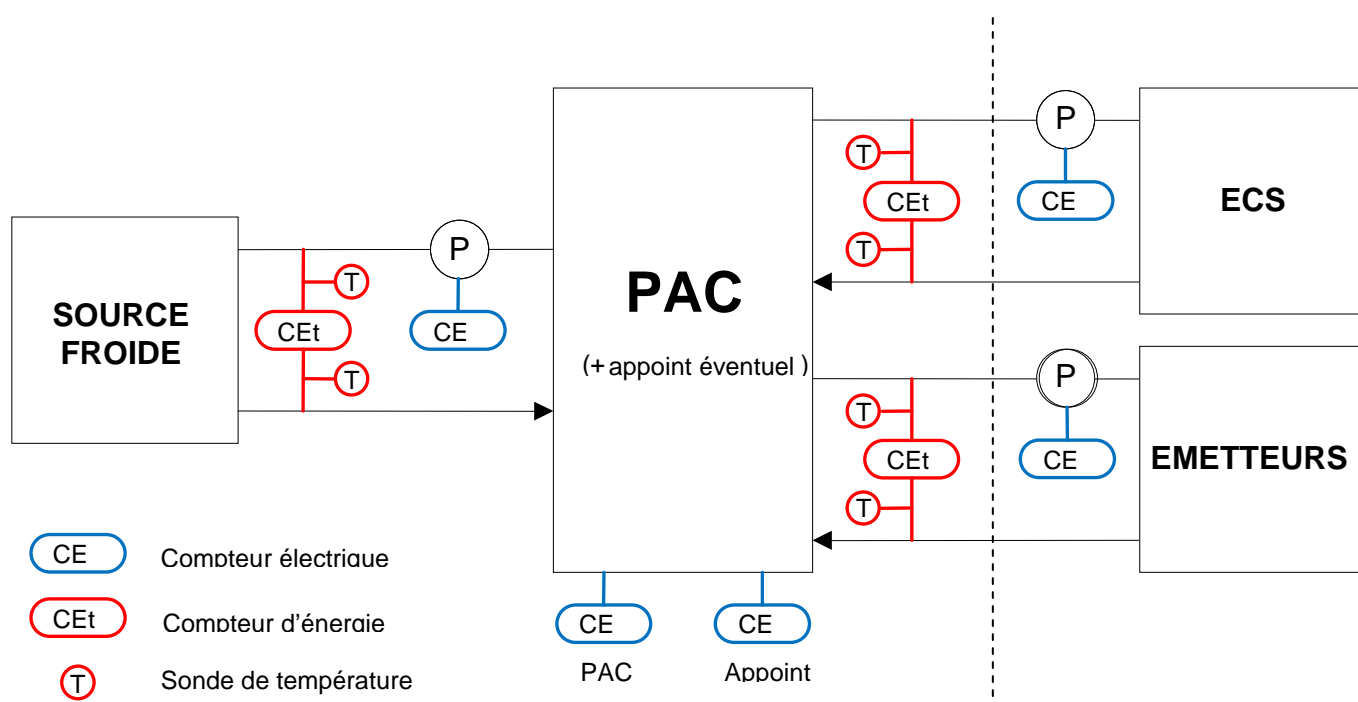 P
ECS
T
CEt
CE
T
P
SOURCE
FROIDE
T
CEt
CE
T
PAC
(+ appoint éventuel )
P
EMETTEURS
T
CEt
CE
T
CE
Compteur électrique
CEt
Compteur d'énergie
T
Sonde de température
CE
PAC
CE
Appoint